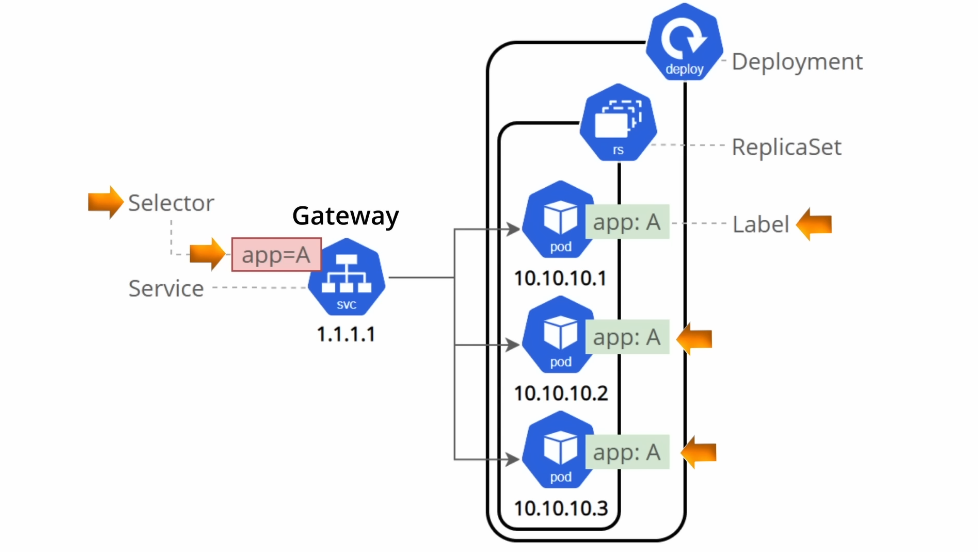 deploy
Deployment
rs
ReplicaSet
Selector
Gateway
app: A
Label
pod
app=A
10.10.10.1
Service
svc
1.1.1.1
app: A
pod
10.10.10.2
app: A
pod
10.10.10.3